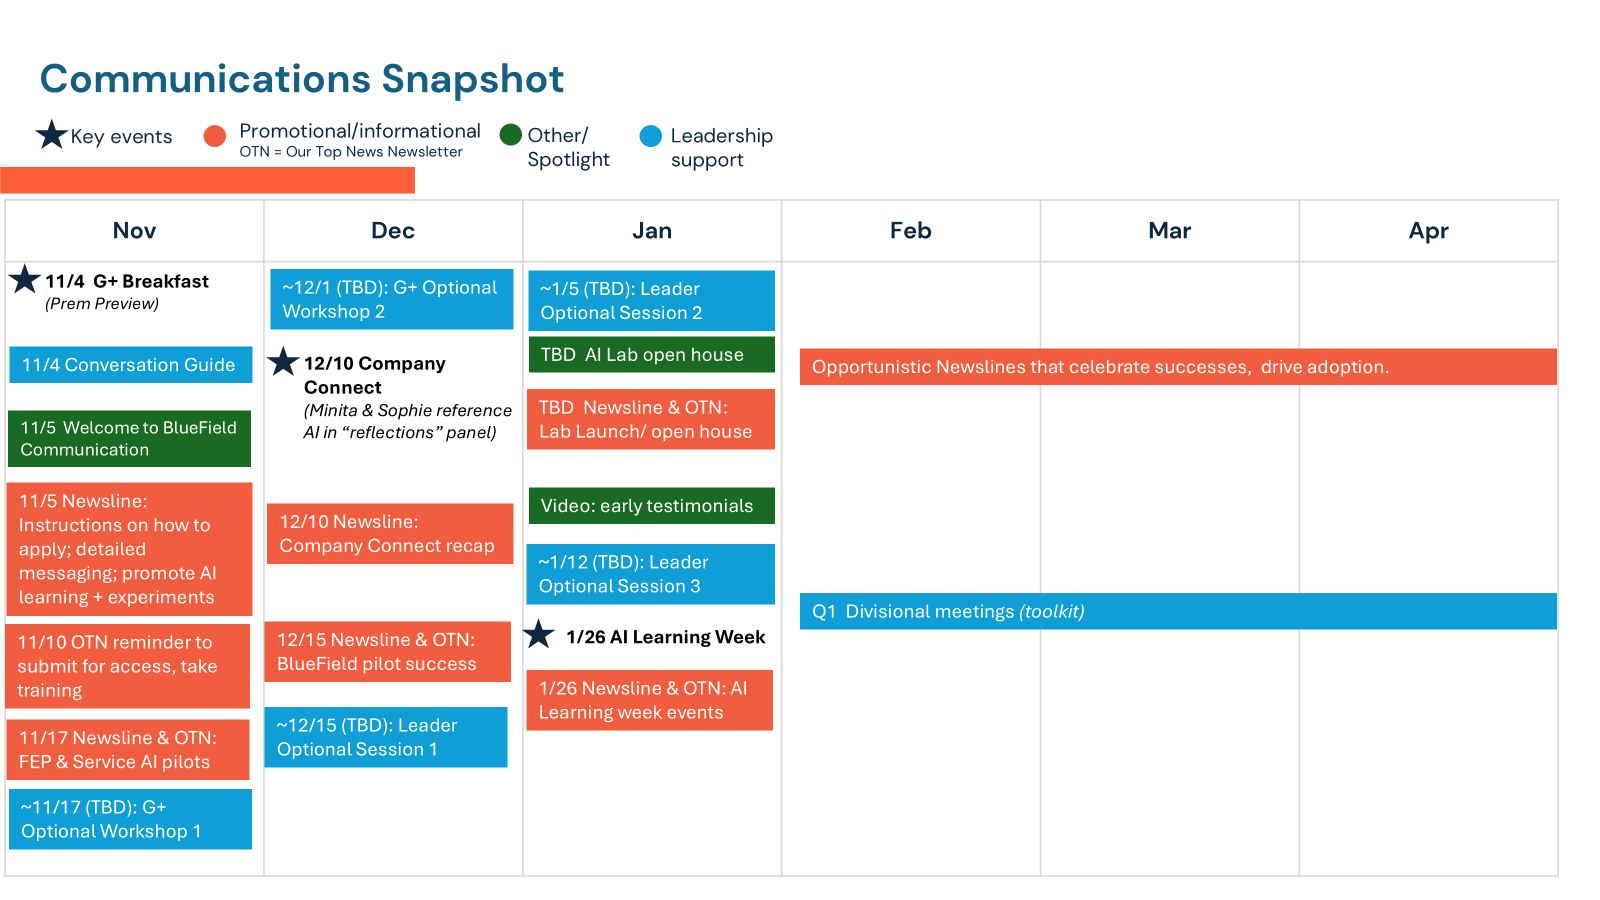 Communications Snapshot
Key events
Promotional/informational
OTN = Our Top News Newsletter
Other/
Spotlight
Leadership
support
Nov
Dec
Jan
Feb
Mar
Apr
11/4  G+ Breakfast
(Prem Preview)
11/4 Conversation Guide
11/5  Welcome to BlueField
Communication
11/5 Newsline:
Instructions on how to
apply; detailed
messaging; promote AI
learning + experiments
11/10 OTN reminder to
submit for access, take
training
11/17 Newsline & OTN:
FEP & Service AI pilots
~11/17 (TBD): G+
Optional Workshop 1
~12/1 (TBD): G+ Optional
Workshop 2
12/10 Company
Connect
(Minita & Sophie reference
AI in “reflections” panel)
12/10 Newsline:
Company Connect recap
12/15 Newsline & OTN:
BlueField pilot success
~12/15 (TBD): Leader
Optional Session 1
~1/5 (TBD): Leader
Optional Session 2
TBD  AI Lab open house
TBD  Newsline & OTN:
Lab Launch/ open house
Video: early testimonials
~1/12 (TBD): Leader
Optional Session 3
1/26 AI Learning Week
1/26 Newsline & OTN: AI
Learning week events
Opportunistic Newslines that celebrate successes,  drive adoption.
Q1  Divisional meetings (toolkit)